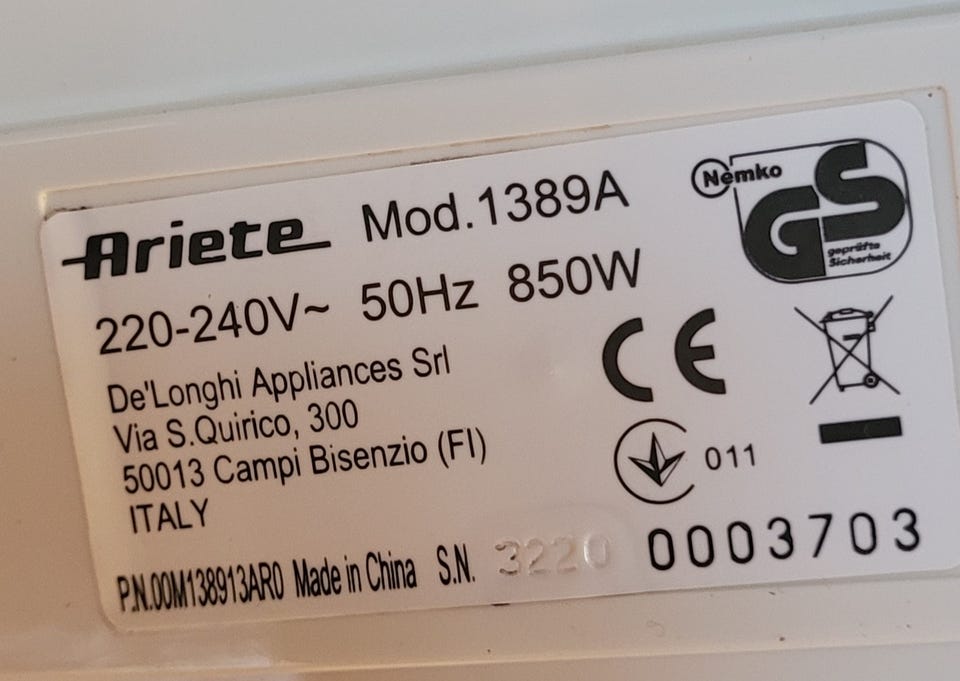 Ariete Mod.1389A
Nemko
GS
geprüfte
Sicherheit
220-240V~ 50Hz 850W
CE
De'Longhi Appliances Srl
Via S.Quirico, 300
50013 Campi Bisenzio (FI)
ITALY
011
P.N.00M138913AR0 Made in China S.N. 3220 0003703